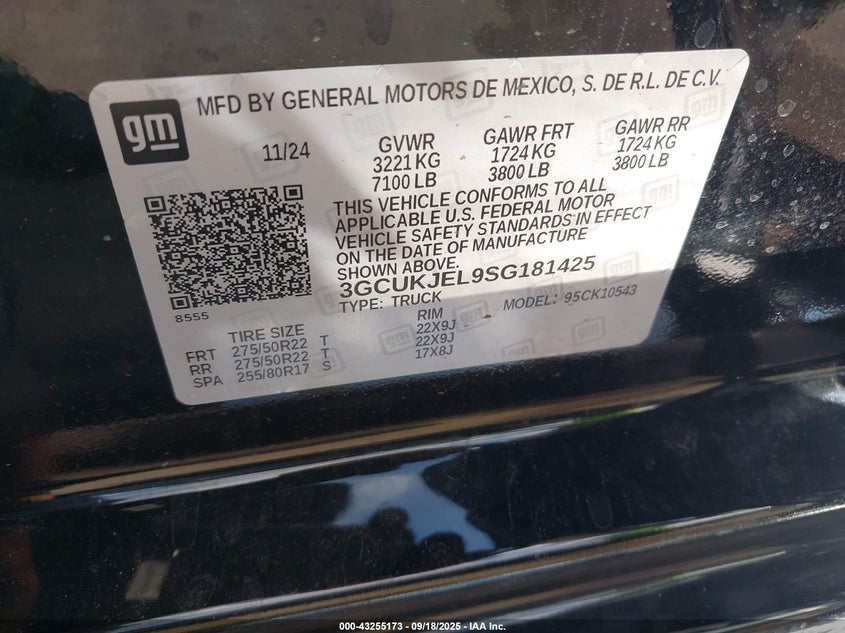 gm
MFD BY GENERAL MOTORS DE MEXICO, S. DE R.L. DE C.V.
11/24
GVWR
3221 KG
7100 LB
GAWR FRT
1724 KG
3800 LB
GAWR RR
1724 KG
3800 LB
THIS VEHICLE CONFORMS TO ALL
APPLICABLE U.S. FEDERAL MOTOR
VEHICLE SAFETY STANDARDS IN EFFECT
ON THE DATE OF MANUFACTURE
SHOWN ABOVE.
3GCUKJEL9SG181425
TYPE: TRUCK MODEL: 95CK10543
8555
TIRE SIZE RIM
FRT 275/50R22 T 22X9J
RR 275/50R22 T 22X9J
SPA 255/80R17 S 17X8J
000-43255173 - 09/18/2025 - IAA Inc.